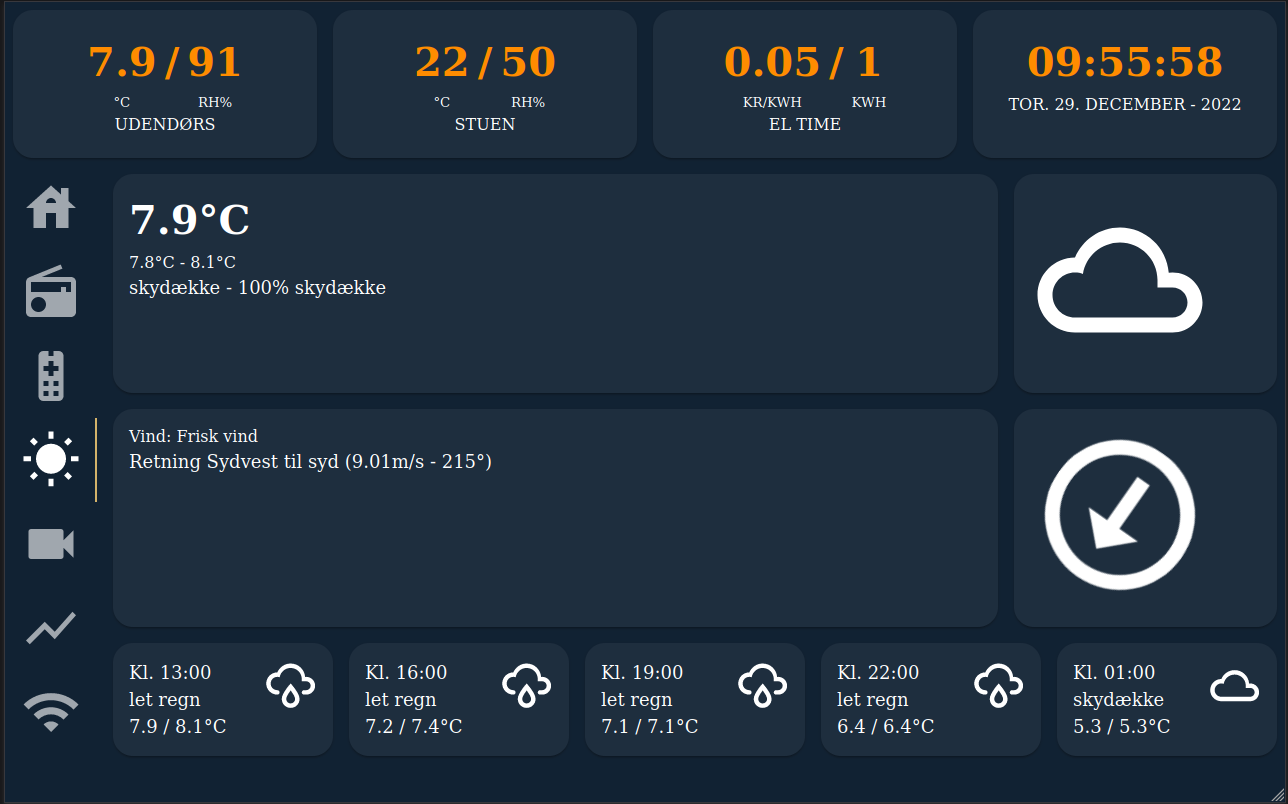 7.9 / 91
°C RH%
UDENDØRS
22 / 50
°C RH%
STUEN
0.05 / 1
KR/KWH KWH
EL TIME
09:55:58
TOR. 29. DECEMBER - 2022
7.9°C
7.8°C - 8.1°C
skydække - 100% skydække
Vind: Frisk vind
Retning Sydvest til syd (9.01m/s - 215°)
Kl. 13:00
let regn
7.9 / 8.1°C
Kl. 16:00
let regn
7.2 / 7.4°C
Kl. 19:00
let regn
7.1 / 7.1°C
Kl. 22:00
let regn
6.4 / 6.4°C
Kl. 01:00
skydække
5.3 / 5.3°C